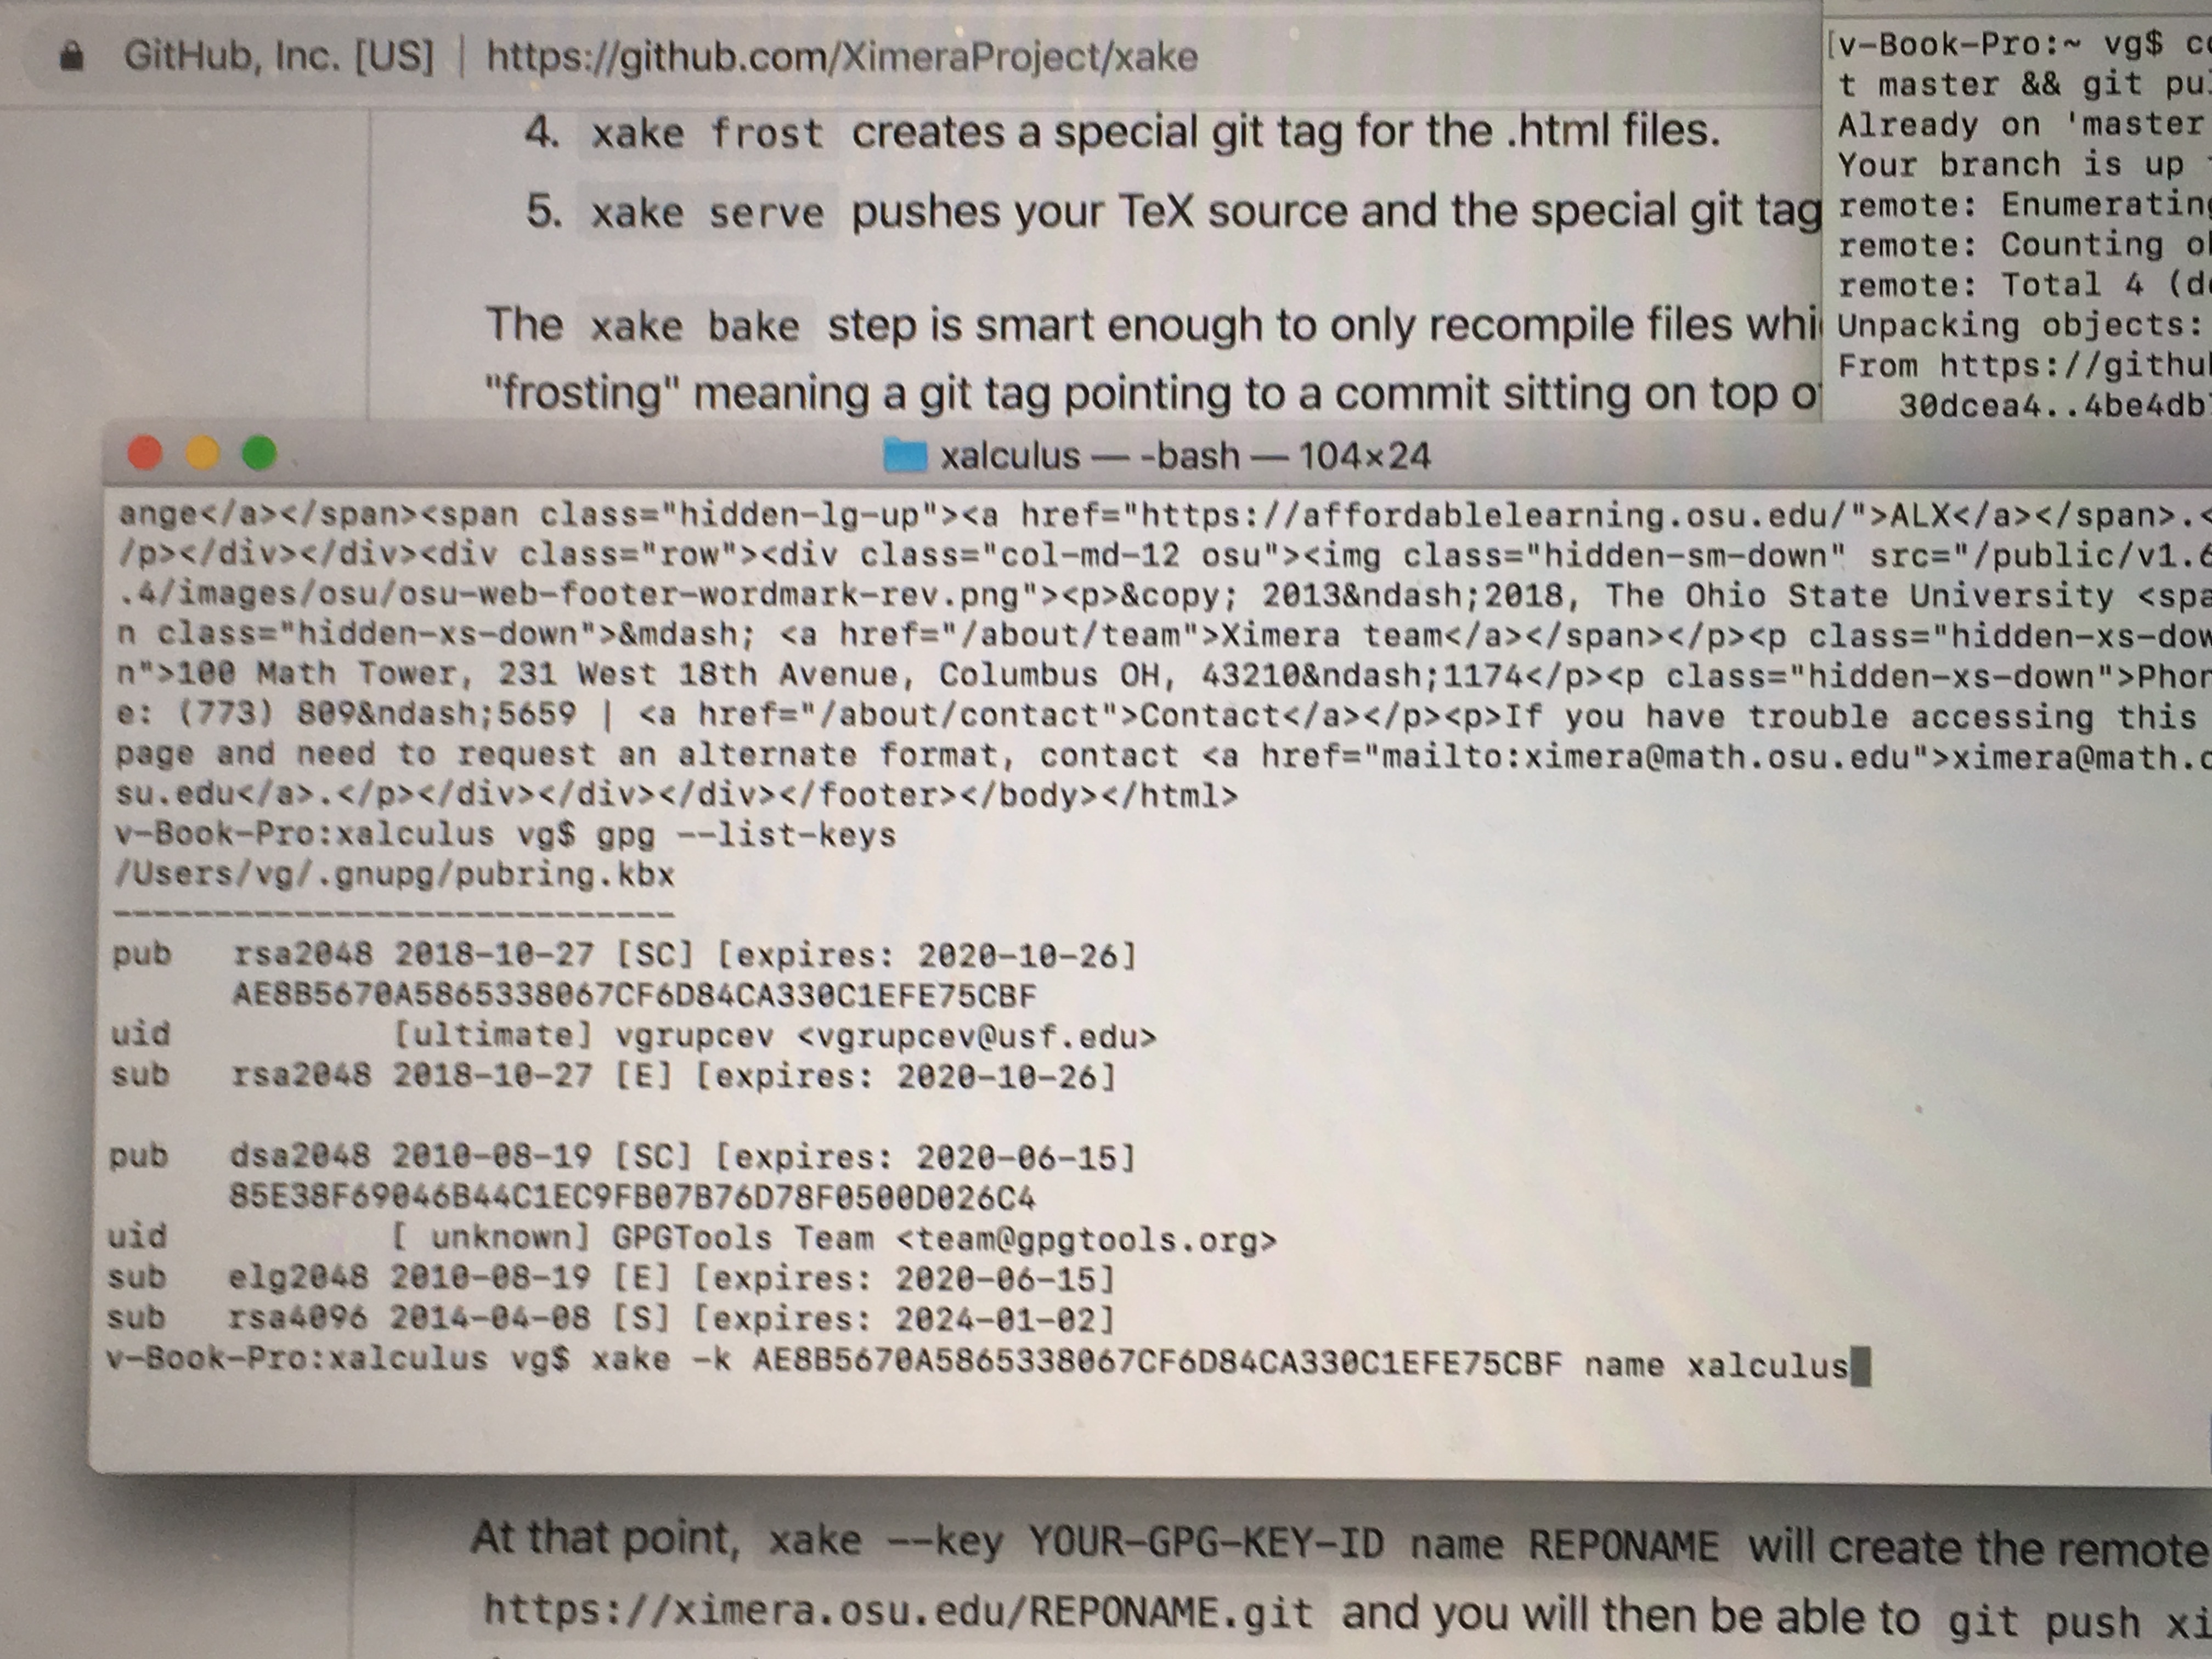 GitHub, Inc. [US] | https://github.com/XimeraProject/xake
4. xake frost creates a special git tag for the .html files.
5. xake serve pushes your TeX source and the special git tag
The xake bake step is smart enough to only recompile files
"frosting" meaning a git tag pointing to a commit sitting on top
[v-Book-Pro:~ vg$
t master && git
Already on 'master
Your branch is up
remote: Enumerating
remote: Counting
remote: Total 4
Unpacking objects:
From https://github
30dcea4..4be4db
xalculus — -bash — 104×24
ange</a></span><span class="hidden-lg-up"><a href="https://affordablelearning.osu.edu/">ALX</a></span>.<
/p></div></div><div class="row"><div class="col-md-12 osu"><img class="hidden-sm-down" src="/public/v1.6
.4/images/osu/osu-web-footer-wordmark-rev.png"><p>&copy; 2013&ndash;2018, The Ohio State University <spa
n class="hidden-xs-down">&mdash; <a href="/about/team">Ximera team</a></span></p><p class="hidden-xs-dow
n">100 Math Tower, 231 West 18th Avenue, Columbus OH, 43210&ndash;1174</p><p class="hidden-xs-down">Phon
e: (773) 809&ndash;5659 | <a href="/about/contact">Contact</a></p><p>If you have trouble accessing this
page and need to request an alternate format, contact <a href="mailto:ximera@math.osu.edu">ximera@math.o
su.edu</a>.</p></div></div></div></footer></body></html>
v-Book-Pro:xalculus vg$ gpg --list-keys
/Users/vg/.gnupg/pubring.kbx
----------------------------
pub rsa2048 2018-10-27 [SC] [expires: 2020-10-26]
AE8B5670A5865338067CF6D84CA330C1EFE75CBF
uid [ultimate] vgrupcev <vgrupcev@usf.edu>
sub rsa2048 2018-10-27 [E] [expires: 2020-10-26]
pub dsa2048 2010-08-19 [SC] [expires: 2020-06-15]
85E38F69046B44C1EC9FB07B76D78F0500D026C4
uid [ unknown] GPGTools Team <team@gpgtools.org>
sub elg2048 2010-08-19 [E] [expires: 2020-06-15]
sub rsa4096 2014-04-08 [S] [expires: 2024-01-02]
v-Book-Pro:xalculus vg$ xake -k AE8B5670A5865338067CF6D84CA330C1EFE75CBF name xalculus
At that point, xake --key YOUR-GPG-KEY-ID name REPONAME will create the remote
https://ximera.osu.edu/REPONAME.git and you will then be able to git push xi